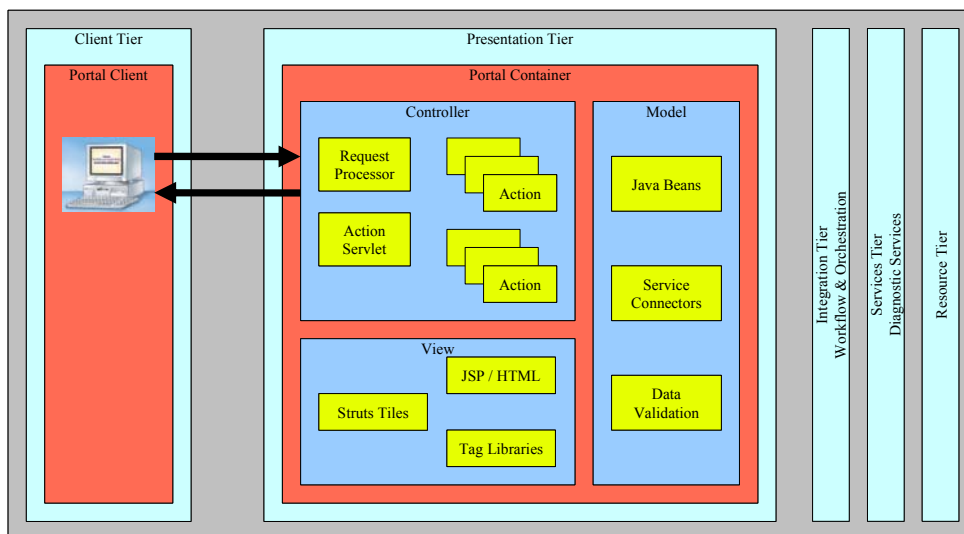 Client Tier
Portal Client
Presentation Tier
Portal Container
Controller
Request
Processor
Action
Servlet
Action
Action
Model
Java Beans
Service
Connectors
Data
Validation
View
JSP / HTML
Struts Tiles
Tag Libraries
Integration Tier
Workflow & Orchestration
Services Tier
Diagnostic Services
Resource Tier